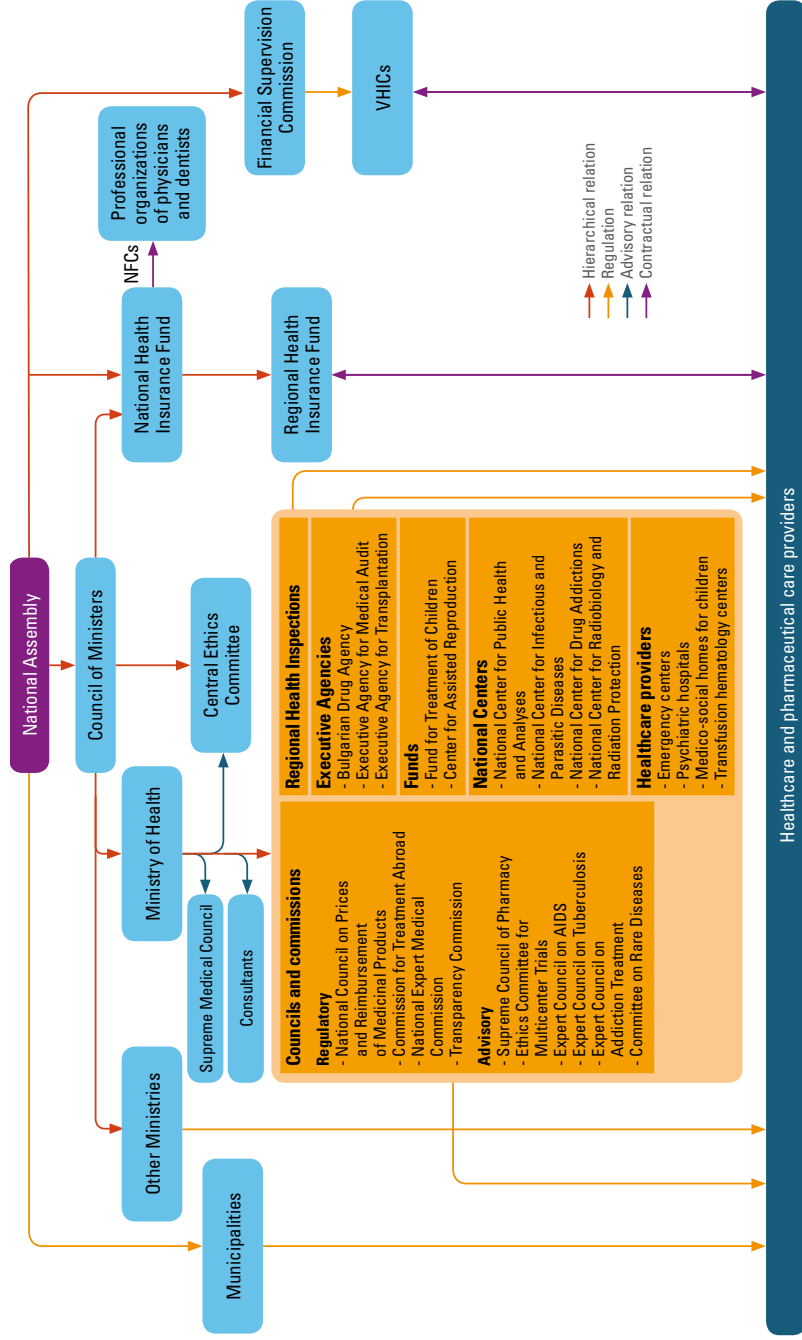 National Assembly
Council of Ministers
Municipalities
Other Ministries
Ministry of Health
Supreme Medical Council
Consultants
Central Ethics
Committee
National Health
Insurance Fund
NFCs
Professional
organizations
of physicians
and dentists
Regional Health
Insurance Fund
Financial Supervision
Commission
VHICs
Councils and commissions
Regulatory
- National Council on Prices
and Reimbursement
of Medicinal Products
- Commission for Treatment Abroad
- National Expert Medical
Commission
- Transparency Commission
Advisory
- Supreme Council of Pharmacy
- Ethics Committee for
Multicenter Trials
- Expert Council on AIDS
- Expert Council on Tuberculosis
- Expert Council on
Addiction Treatment
- Committee on Rare Diseases
Regional Health Inspections
Executive Agencies
- Bulgarian Drug Agency
- Executive Agency for Medical Audit
- Executive Agency for Transplantation
Funds
- Fund for Treatment of Children
- Center for Assisted Reproduction
National Centers
- National Center for Public Health
and Analyses
- National Center for Infectious and
Parasitic Diseases
- National Center for Drug Addictions
- National Center for Radiobiology and
Radiation Protection
Healthcare providers
- Emergency centers
- Psychiatric hospitals
- Medico-social homes for children
- Transfusion hematology centers
Hierarchical relation
Regulation
Advisory relation
Contractual relation
Healthcare and pharmaceutical care providers